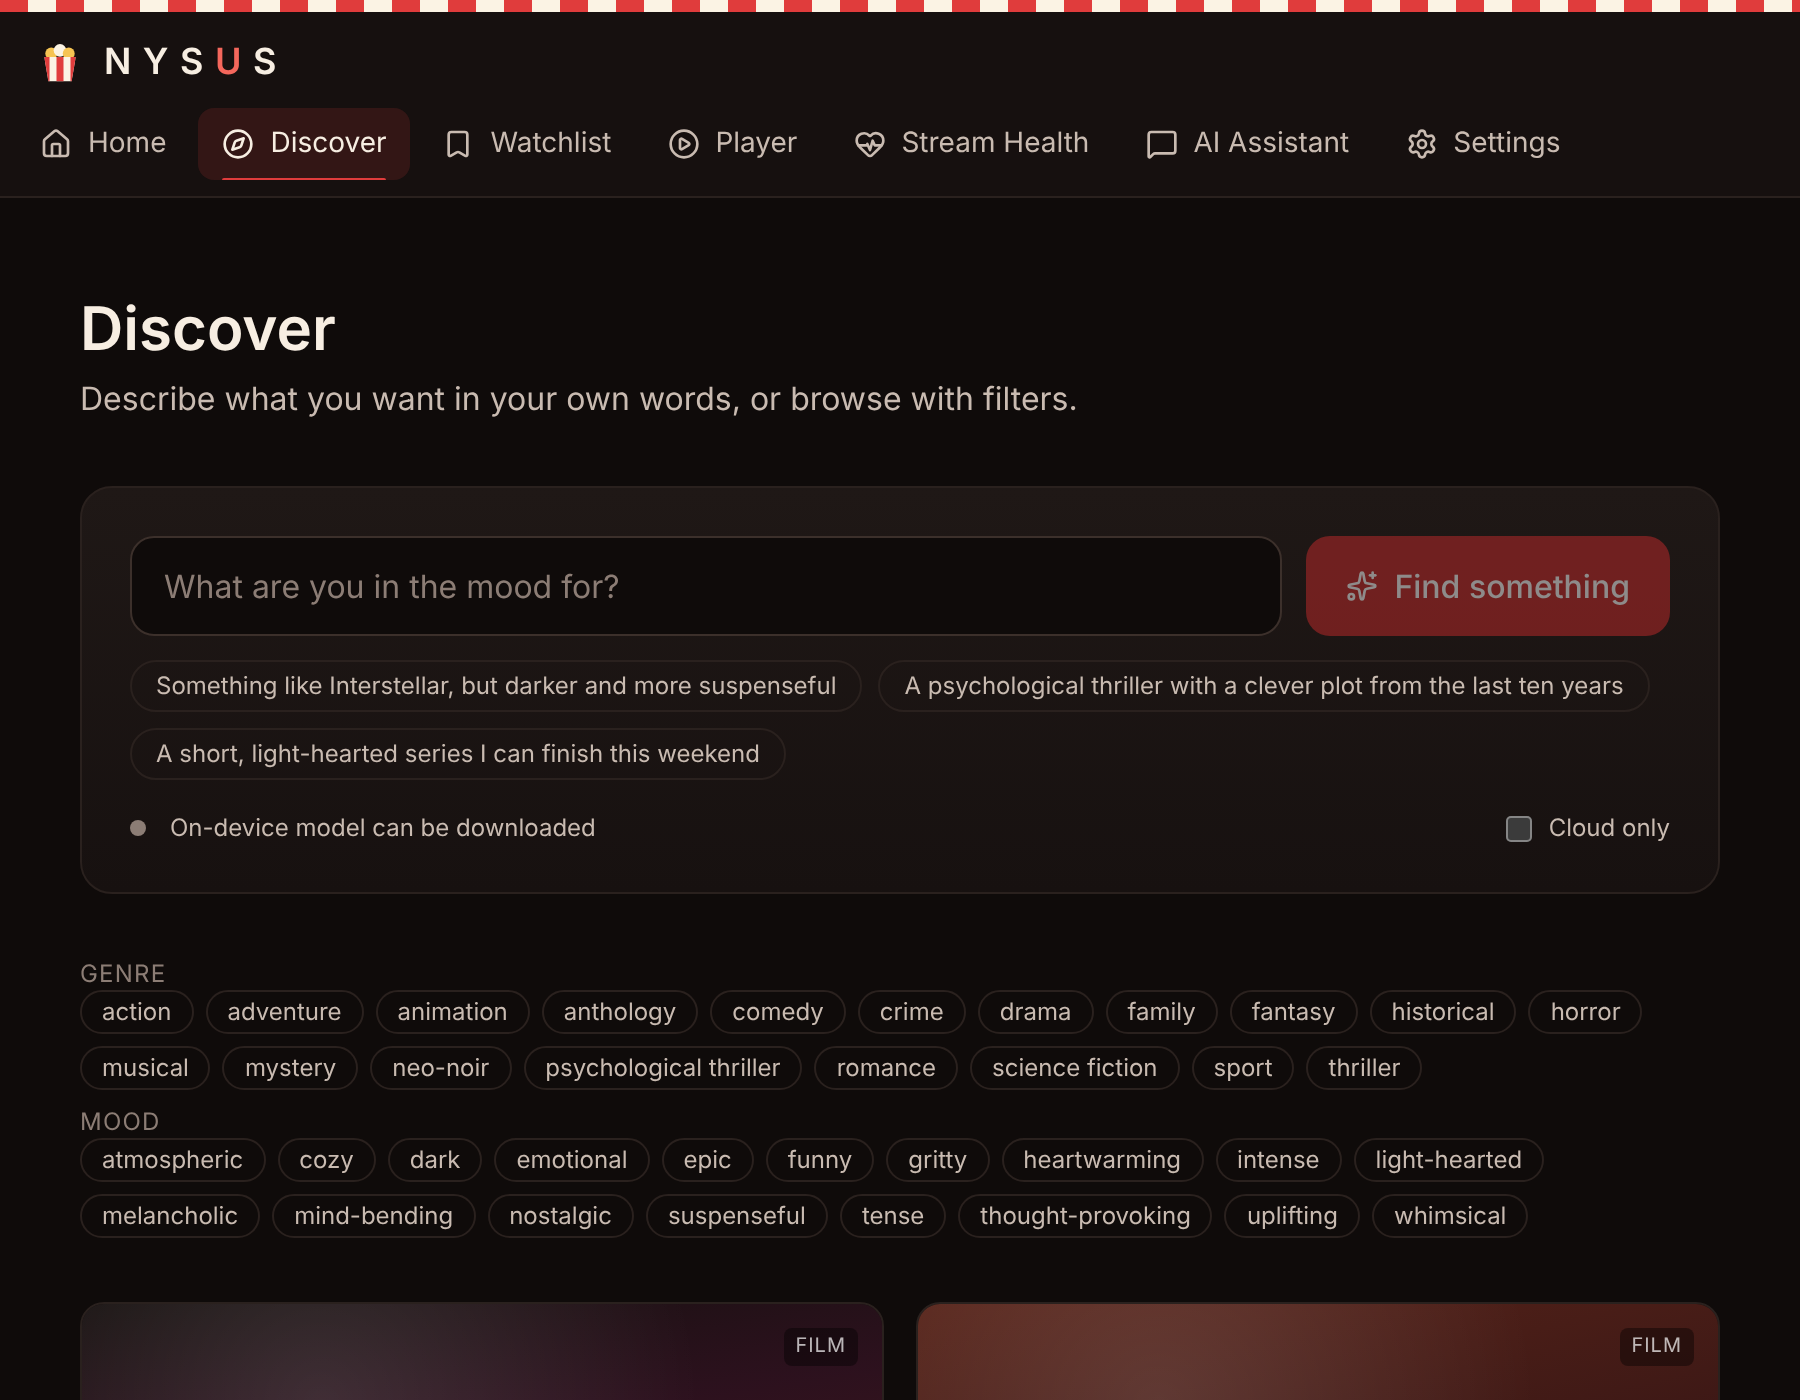 NYSUS
Home Discover Watchlist Player Stream Health AI Assistant Settings
Discover
Describe what you want in your own words, or browse with filters.
What are you in the mood for? Find something
Something like Interstellar, but darker and more suspenseful A psychological thriller with a clever plot from the last ten years
A short, light-hearted series I can finish this weekend
On-device model can be downloaded Cloud only
GENRE
action adventure animation anthology comedy crime drama family fantasy historical horror
musical mystery neo-noir psychological thriller romance science fiction sport thriller
MOOD
atmospheric cozy dark emotional epic funny gritty heartwarming intense light-hearted
melancholic mind-bending nostalgic suspenseful tense thought-provoking uplifting whimsical
FILM FILM